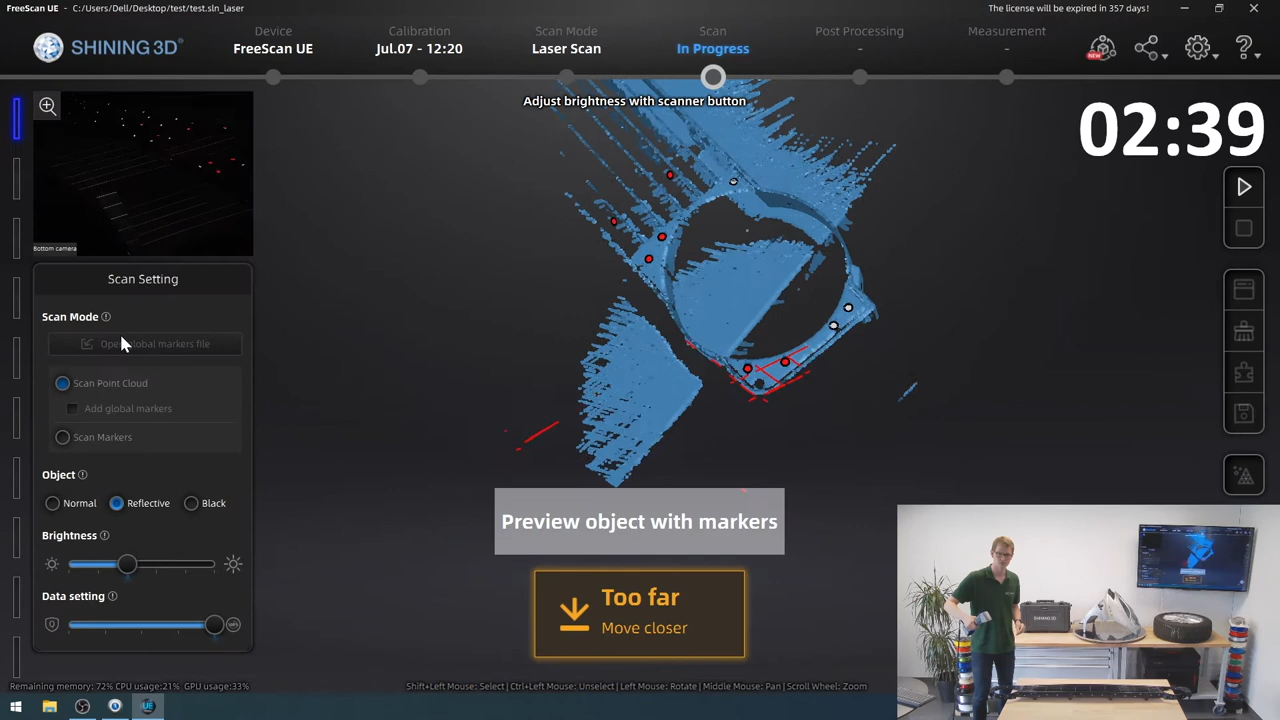 FreeScan UE - C:/Users/Dell/Desktop/test/test.sln_laser
The license will be expired in 357 days!
SHINING 3D®
Device
FreeScan UE
Calibration
Jul.07 - 12:20
Scan Mode
Laser Scan
Scan
In Progress
Post Processing
-
Measurement
-
NEW
Adjust brightness with scanner button
02:39
Bottom camera
Scan Setting
Scan Mode
Open global markers file
Scan Point Cloud
Add global markers
Scan Markers
Object
Normal
Reflective
Black
Brightness
Data setting
Preview object with markers
Too far
Move closer
SHINING 3D
Remaining memory: 72% CPU usage:21% GPU usage:33%
Shift+Left Mouse: Select | Ctrl+Left Mouse: Unselect | Left Mouse: Rotate | Middle Mouse: Pan | Scroll Wheel: Zoom
UE